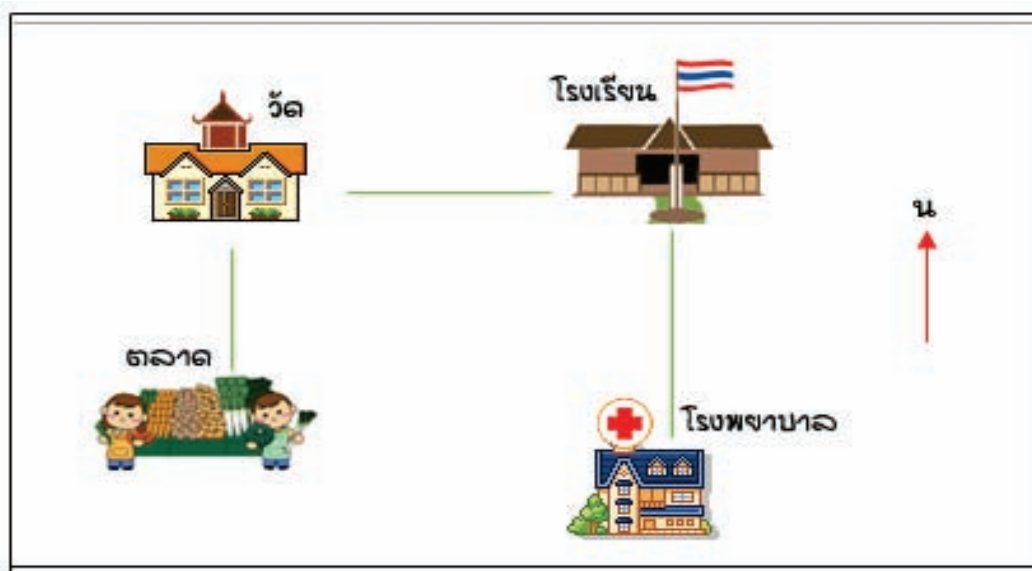 วัด
โรงเรียน
น
ตลาด
โรงพยาบาล